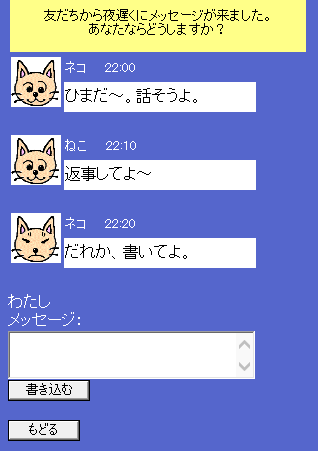 友だちから夜遅くにメッセージが来ました。
あなたならどうしますか？
ネコ 22:00
ひまだ～。話そうよ。
ねこ 22:10
返事してよ～
ネコ 22:20
だれか、書いてよ。
わたし
メッセージ:
書き込む
もどる